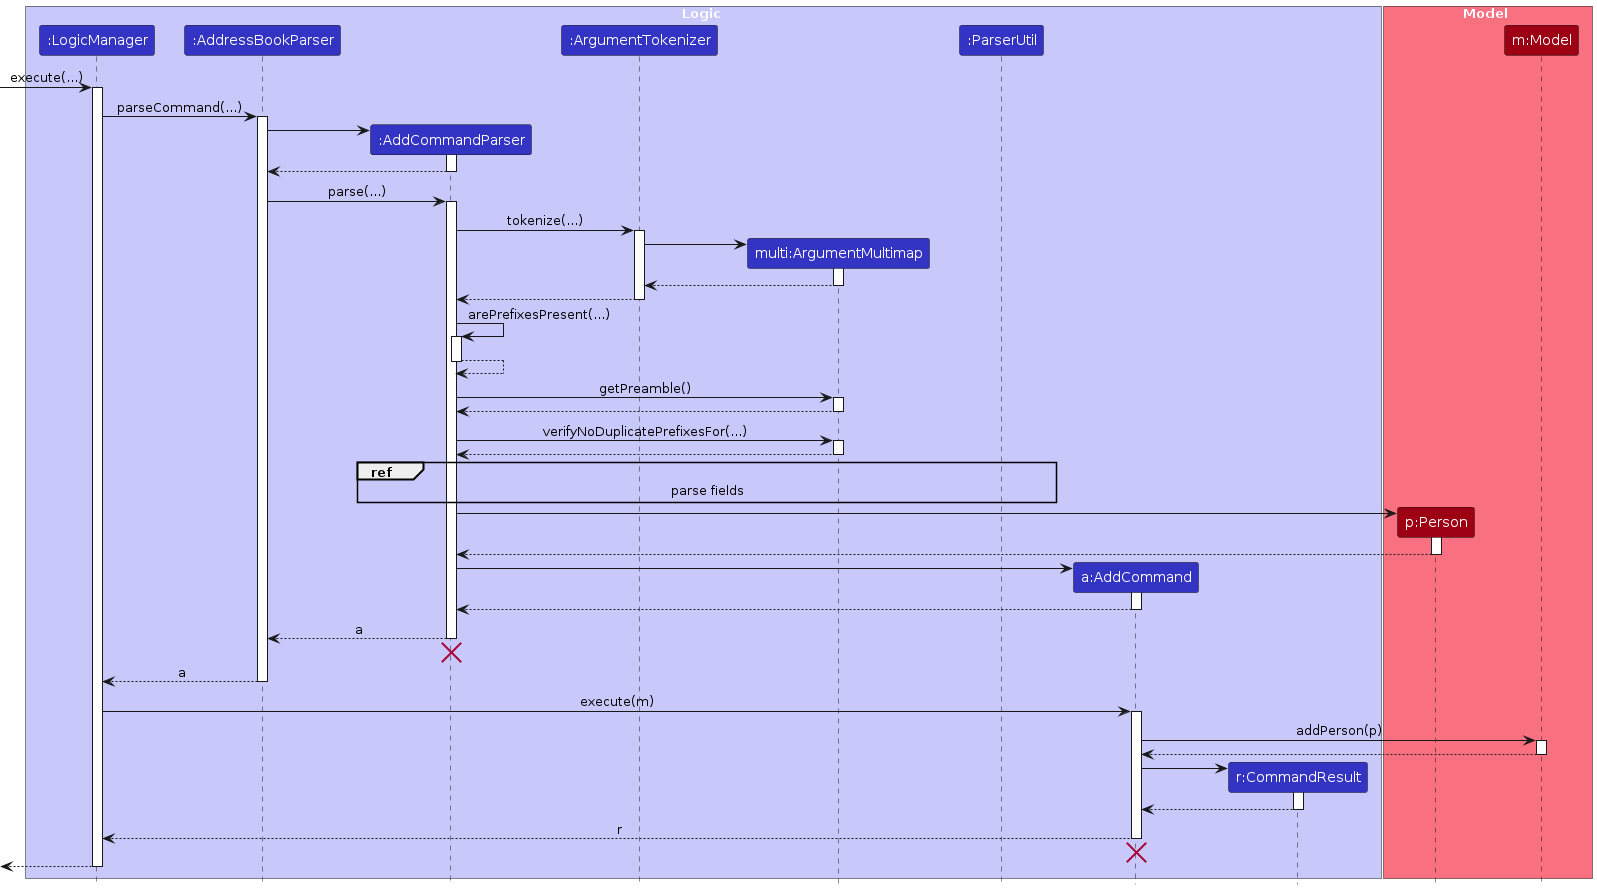 Logic
Model
:LogicManager
:AddressBookParser
:ArgumentTokenizer
:ParserUtil
m:Model
execute(...)
parseCommand(...)
:AddCommandParser
parse(...)
tokenize(...)
multi:ArgumentMultimap
arePrefixesPresent(...)
getPreamble()
verifyNoDuplicatePrefixesFor(...)
ref
parse fields
p:Person
a:AddCommand
a
a
execute(m)
addPerson(p)
r:CommandResult
r